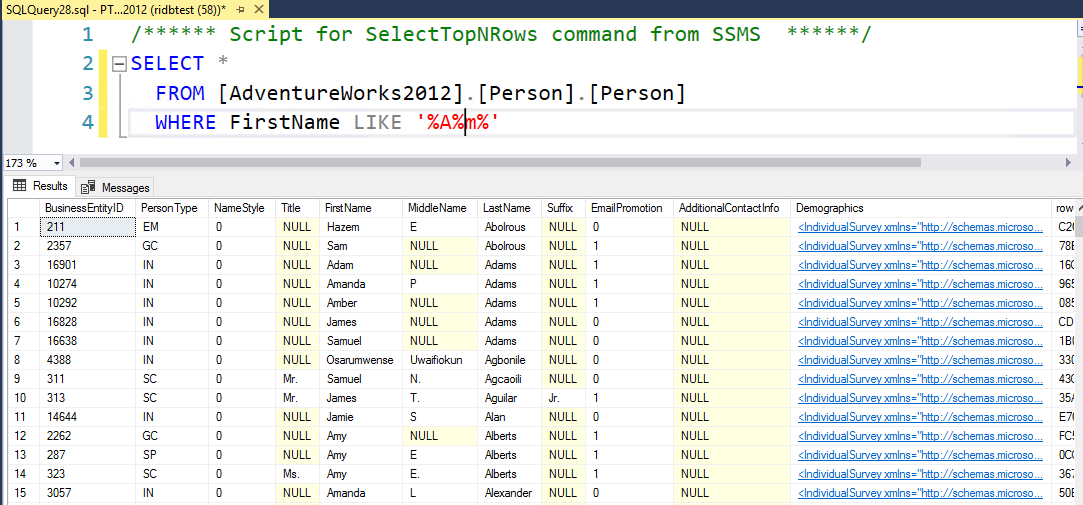 SQLQuery28.sql - PT...2012 (ridbtest (58))*
1 /****** Script for SelectTopNRows command from SSMS ******/
2 SELECT *
3 FROM [AdventureWorks2012].[Person].[Person]
4 WHERE FirstName LIKE '%A%m%'
173 %
Results Messages
BusinessEntityID PersonType NameStyle Title FirstName MiddleName LastName Suffix EmailPromotion AdditionalContactInfo Demographics row
1 211 EM 0 NULL Hazem E Abolrous NULL 0 NULL <IndividualSurvey xmlns="http://schemas.microso...
2 2357 GC 0 NULL Sam NULL Abolrous NULL 1 NULL <IndividualSurvey xmlns="http://schemas.microso... 78E
3 16901 IN 0 NULL Adam NULL Adams NULL 1 NULL <IndividualSurvey xmlns="http://schemas.microso...
4 10274 IN 0 NULL Amanda P Adams NULL 1 NULL <IndividualSurvey xmlns="http://schemas.microso... 965
5 10292 IN 0 NULL Amber NULL Adams NULL 1 NULL <IndividualSurvey xmlns="http://schemas.microso... 085
6 16828 IN 0 NULL James NULL Adams NULL 0 NULL <IndividualSurvey xmlns="http://schemas.microso... CD
7 16638 IN 0 NULL Samuel NULL Adams NULL 0 NULL <IndividualSurvey xmlns="http://schemas.microso...
8 4388 IN 0 NULL Osarumwense Uwaifiokun Agbonile NULL 0 NULL <IndividualSurvey xmlns="http://schemas.microso... 330
9 311 SC 0 Mr. Samuel N. Agcaoili NULL 0 NULL <IndividualSurvey xmlns="http://schemas.microso... 430
10 313 SC 0 Mr. James T. Aguilar Jr. 1 NULL <IndividualSurvey xmlns="http://schemas.microso... 35A
11 14644 IN 0 NULL Jamie S Alan NULL 0 NULL <IndividualSurvey xmlns="http://schemas.microso...
12 2262 GC 0 NULL Amy NULL Alberts NULL 1 NULL <IndividualSurvey xmlns="http://schemas.microso...
13 287 SP 0 NULL Amy E Alberts NULL 1 NULL <IndividualSurvey xmlns="http://schemas.microso...
14 323 SC 0 Ms. Amy E. Alberts NULL 1 NULL <IndividualSurvey xmlns="http://schemas.microso... 367
15 3057 IN 0 NULL Amanda L Alexander NULL 0 NULL <IndividualSurvey xmlns="http://schemas.microso...